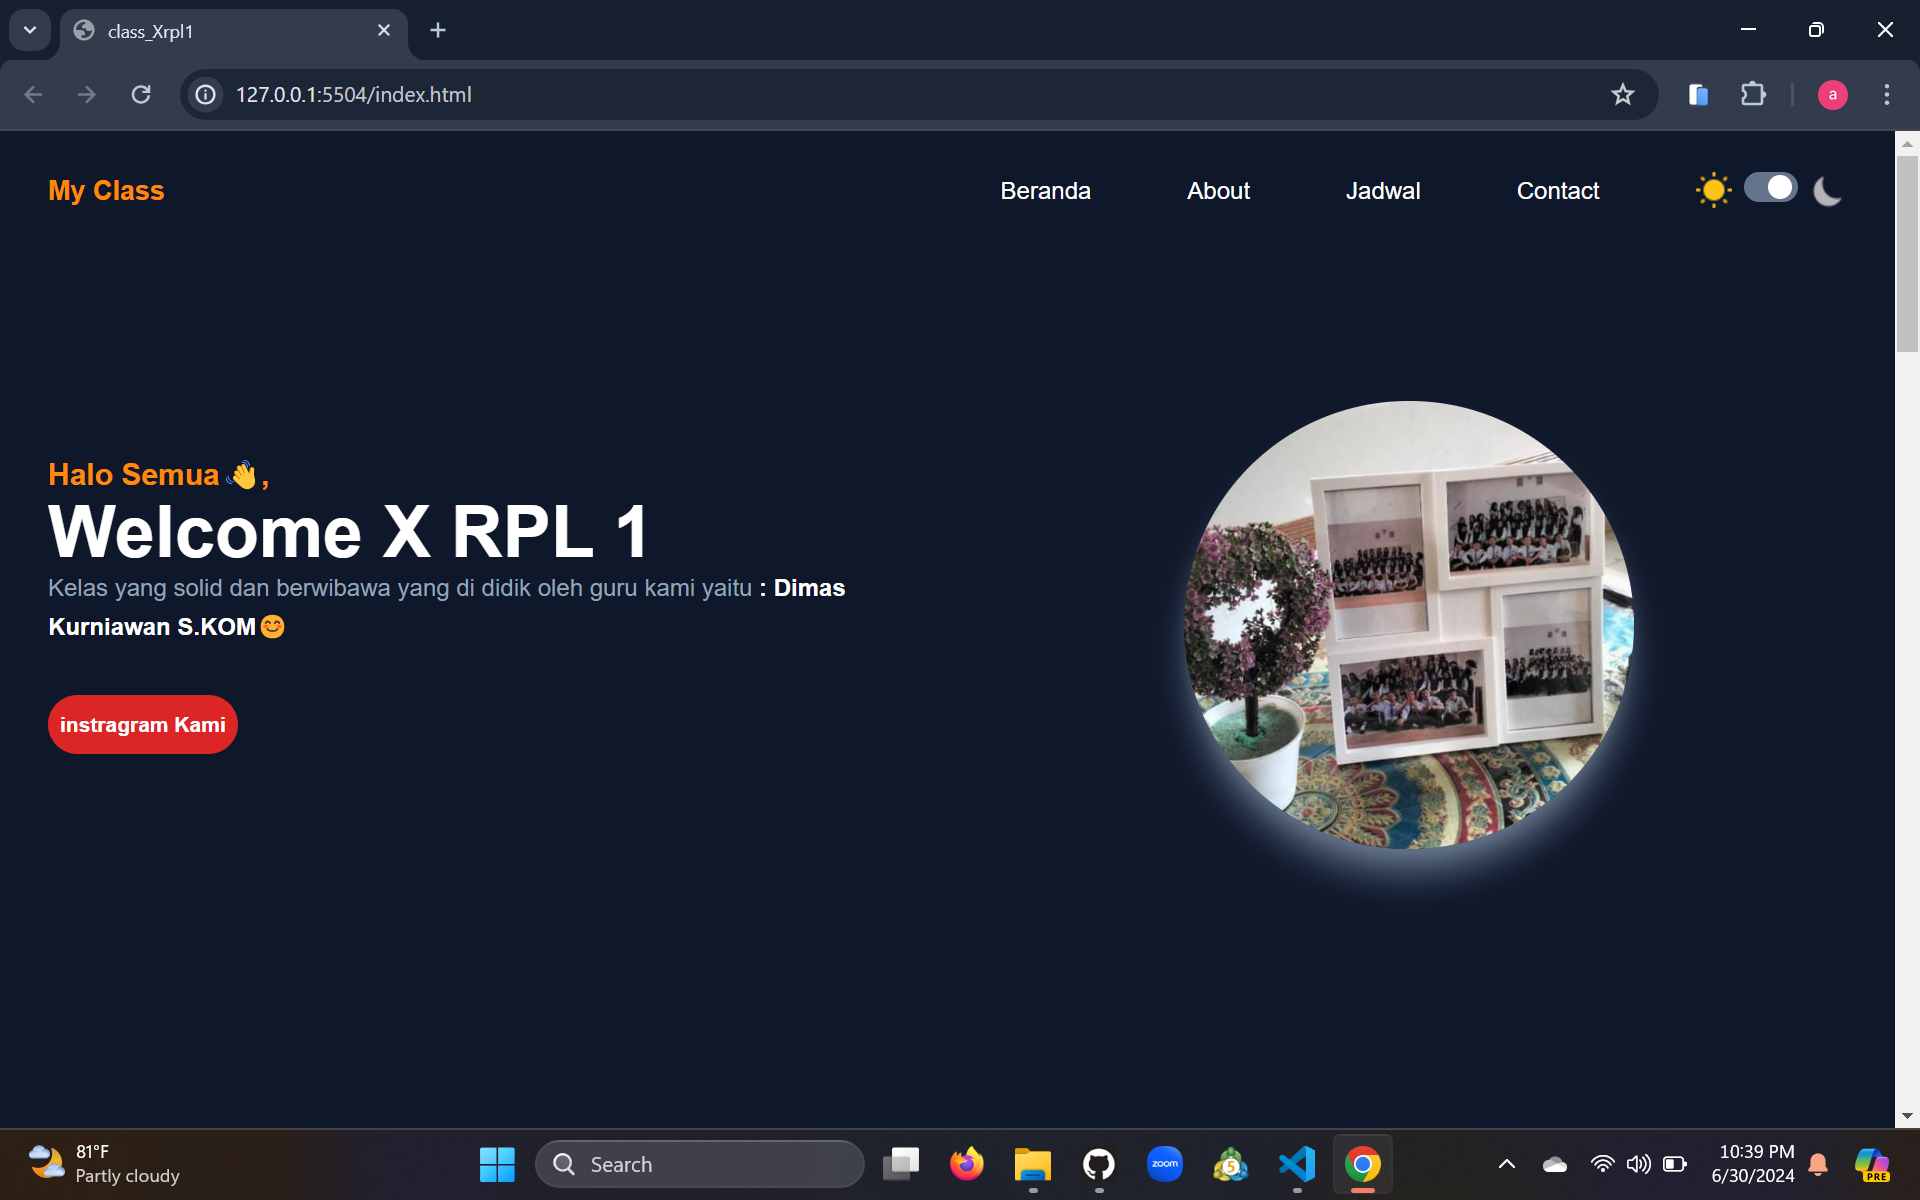 class_Xrpl1
127.0.0.1:5504/index.html
a
My Class
Beranda
About
Jadwal
Contact
Halo Semua 👋,
Welcome X RPL 1
Kelas yang solid dan berwibawa yang di didik oleh guru kami yaitu : Dimas
Kurniawan S.KOM😊
instragram Kami
81°F
Partly cloudy
Search
zoom
5
10:39 PM
6/30/2024
PRE